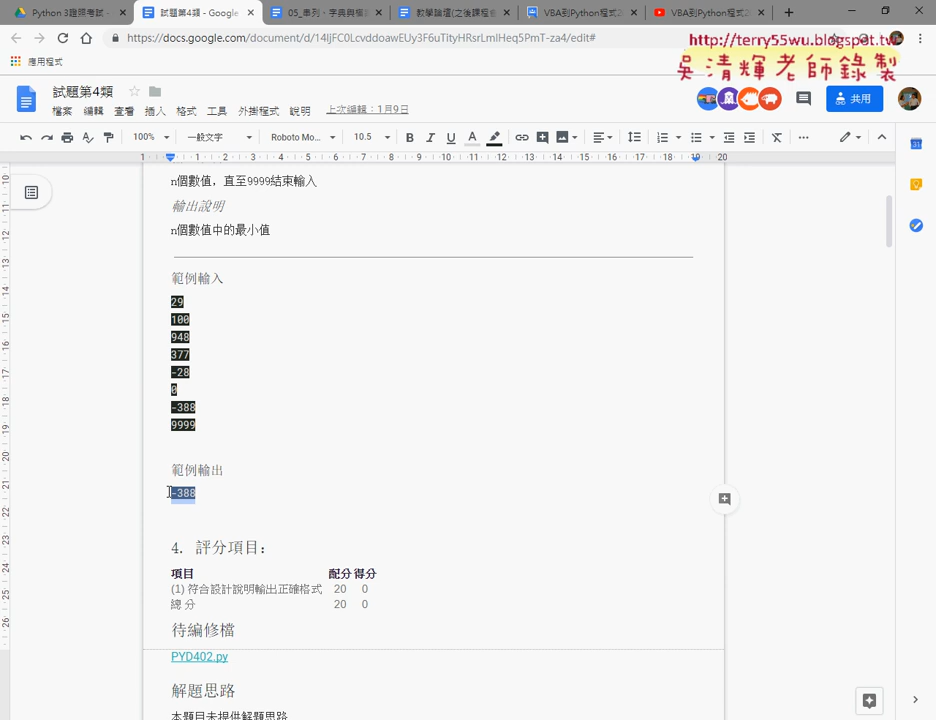 Python 3證照考試 -
試題第4類 - Google
05_串列、字典與
教學論壇(之後課程
VBA到Python程式
VBA到Python程式
https://docs.google.com/document/d/14IjFC0LcvddoawEUy3F6uTityHRsrLmlHeq5PmT-za4/edit#
http://terry55wu.blogspot.tw
吳清輝老師錄製
應用程式
試題第4類
檔案 編輯 查看 插入 格式 工具 外掛程式 說明 上次編輯:1月9日
共用
100% 一般文字 Roboto Mo... 10.5
n個數值，直至9999結束輸入
輸出說明
n個數值中的最小值
範例輸入
29
100
948
377
-28
0
-388
9999
範例輸出
-388
4. 評分項目:
項目 配分 得分
(1) 符合設計說明輸出正確格式 20 0
總分 20 0
待編修檔
PYD402.py
解題思路
本題目未提供解題思路